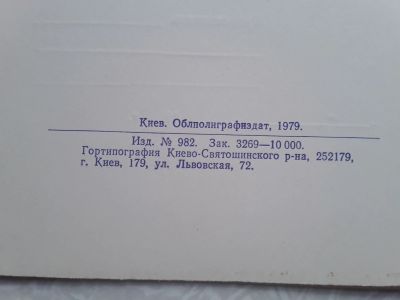 Киев. Облполиграфиздат, 1979.
Изд. № 982. Зак. 3269—10 000.
Гортипография Киево-Святошинского р-на, 252179,
г. Киев, 179, ул. Львовская, 72.